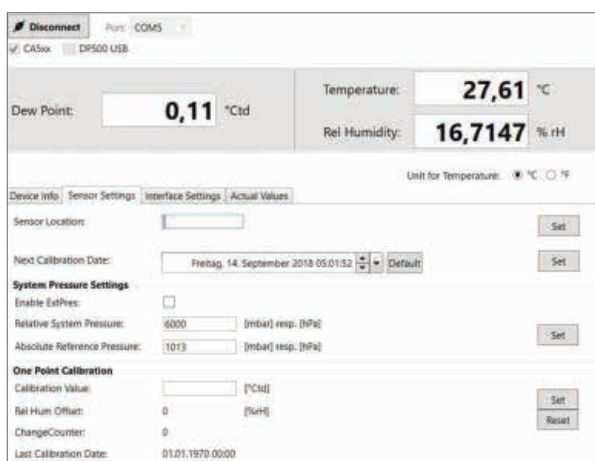 Disconnect Port: COM5
CA5xx DP500 USB
Dew Point: 0,11 °Ctd
Temperature: 27,61 °C
Rel Humidity: 16,7147 % rH
Unit for Temperature: °C °F
Device Info Sensor Settings Interface Settings Actual Values
Sensor Location: Set
Next Calibration Date: Freitag, 14. September 2018 05:01:52 Default Set
System Pressure Settings
Enable ExtPres:
Relative System Pressure: 6000 [mbar] resp. [hPa]
Set
Absolute Reference Pressure: 1013 [mbar] resp. [hPa]
One Point Calibration
Calibration Value: [°Ctd]
Set
Rel Hum Offset: 0 [%rH]
Reset
ChangeCounter: 0
Last Calibration Date: 01.01.1970 00:00